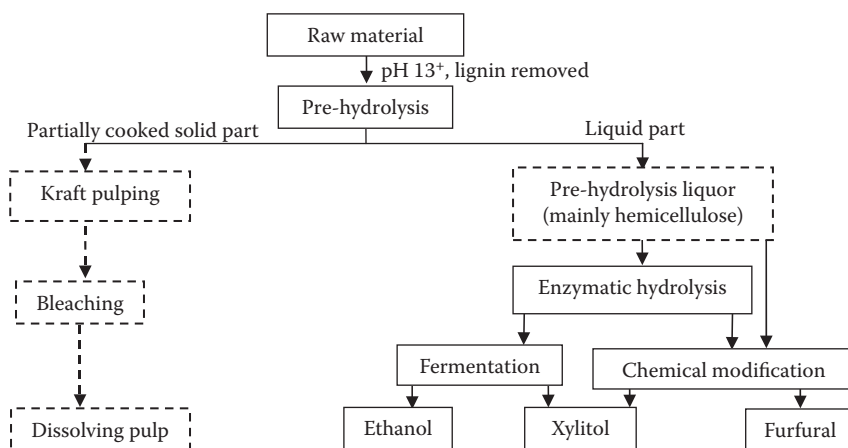 Raw material
pH 13⁺, lignin removed
Pre-hydrolysis
Partially cooked solid part
Liquid part
Kraft pulping
Pre-hydrolysis liquor
(mainly hemicellulose)
Enzymatic hydrolysis
Bleaching
Fermentation
Chemical modification
Dissolving pulp
Ethanol
Xylitol
Furfural